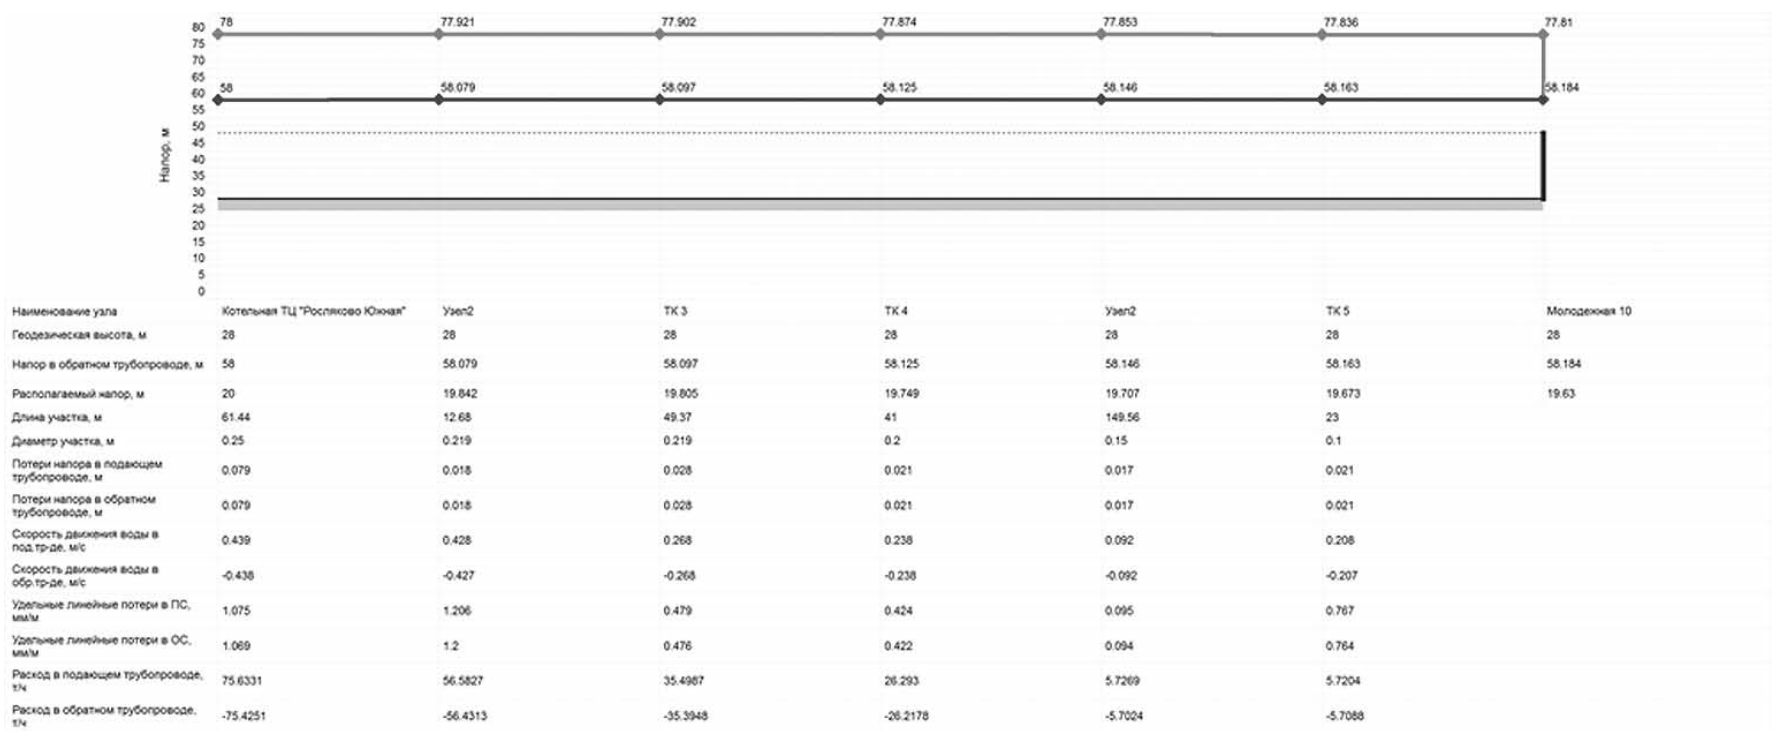 78 77.921 77.902 77.874 77.853 77.836 77.81
80
75
70
65
60
58 58.079 58.097 58.125 58.146 58.163 58.184
55
50
45
40
35
30
25
20
15
10
5
0
Напор, м
Наименование узла Котельная ТЦ "Росляково Южная" Узел2 ТК 3 ТК 4 Узел2 ТК 5 Молодежная 10
Геодезическая высота, м 28 28 28 28 28 28 28
Напор в обратном трубопроводе, м 58 58.079 58.097 58.125 58.146 58.163 58.184
Располагаемый напор, м 20 19.842 19.805 19.749 19.707 19.673 19.63
Длина участка, м 61.44 12.68 49.37 41 149.56 23
Диаметр участка, м 0.25 0.219 0.219 0.2 0.15 0.1
Потери напора в подающем
трубопроводе, м 0.079 0.018 0.028 0.021 0.017 0.021
Потери напора в обратном
трубопроводе, м 0.079 0.018 0.028 0.021 0.017 0.021
Скорость движения воды в
под.тр-де, м/с 0.439 0.428 0.268 0.238 0.092 0.208
Скорость движения воды в
обр.тр-де, м/с -0.438 -0.427 -0.268 -0.238 -0.092 -0.207
Удельные линейные потери в ПС,
мм/м 1.075 1.206 0.479 0.424 0.095 0.767
Удельные линейные потери в ОС,
мм/м 1.069 1.2 0.476 0.422 0.094 0.764
Расход в подающем трубопроводе,
т/ч 75.6331 56.5827 35.4987 26.293 5.7269 5.7204
Расход в обратном трубопроводе,
т/ч -75.4251 -56.4313 -35.3948 -26.2178 -5.7024 -5.7088